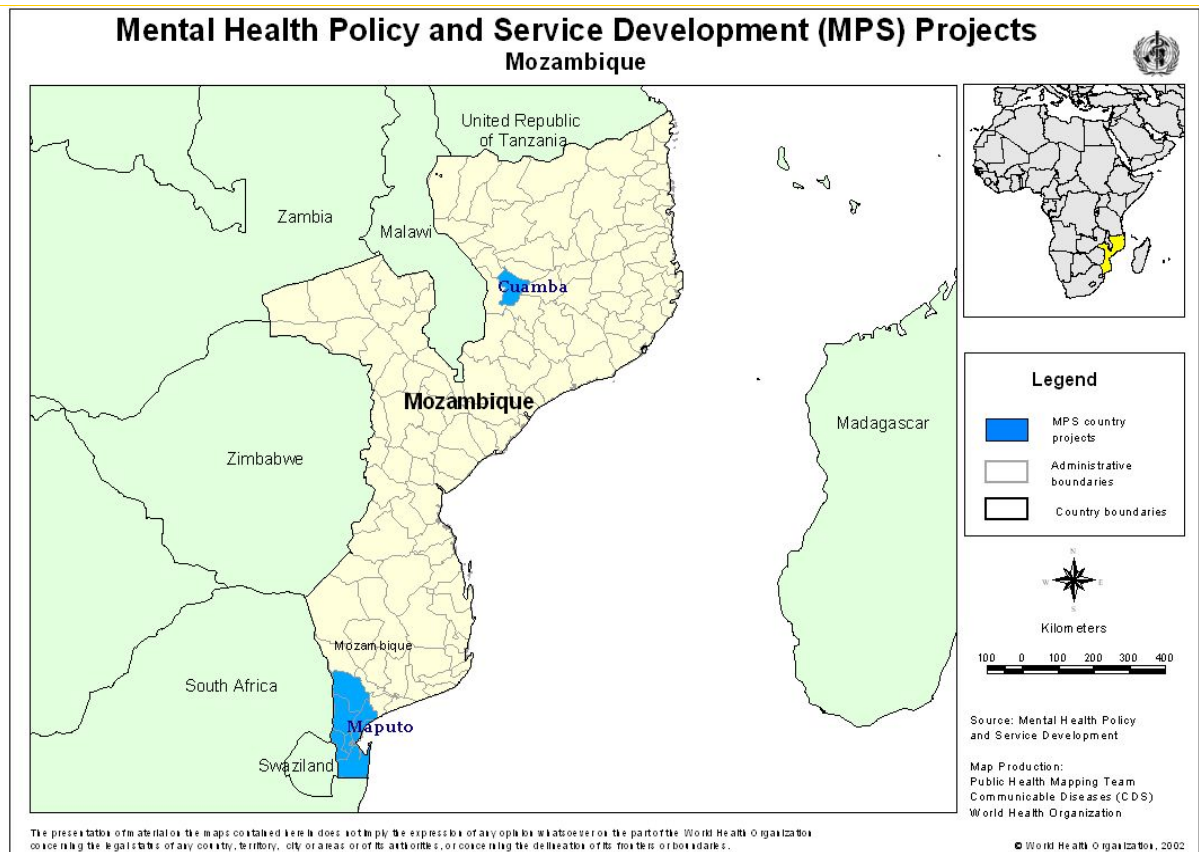 Mental Health Policy and Service Development (MPS) Projects
Mozambique
United Republic
of Tanzania
Zambia
Malawi
Cuamba
Mozambique
Madagascar
Zimbabwe
Mozambique
South Africa
Maputo
Swaziland
Legend
MPS country
projects
Administrative
boundaries
Country boundaries
N
W E
S
Kilometers
100 0 100 200 300 400
Source: Mental Health Policy
and Service Development
Map Production:
Public Health Mapping Team
Communicable Diseases (CDS)
World Health Organization
The presentation of material on the maps contained herein does not imply the expression of any opinion whatsoever on the part of the World Health Organization
concerning the legal status of any country, territory, city or areas or of its authorities, or concerning the delineation of its frontiers or boundaries.
© World Health Organization, 2002